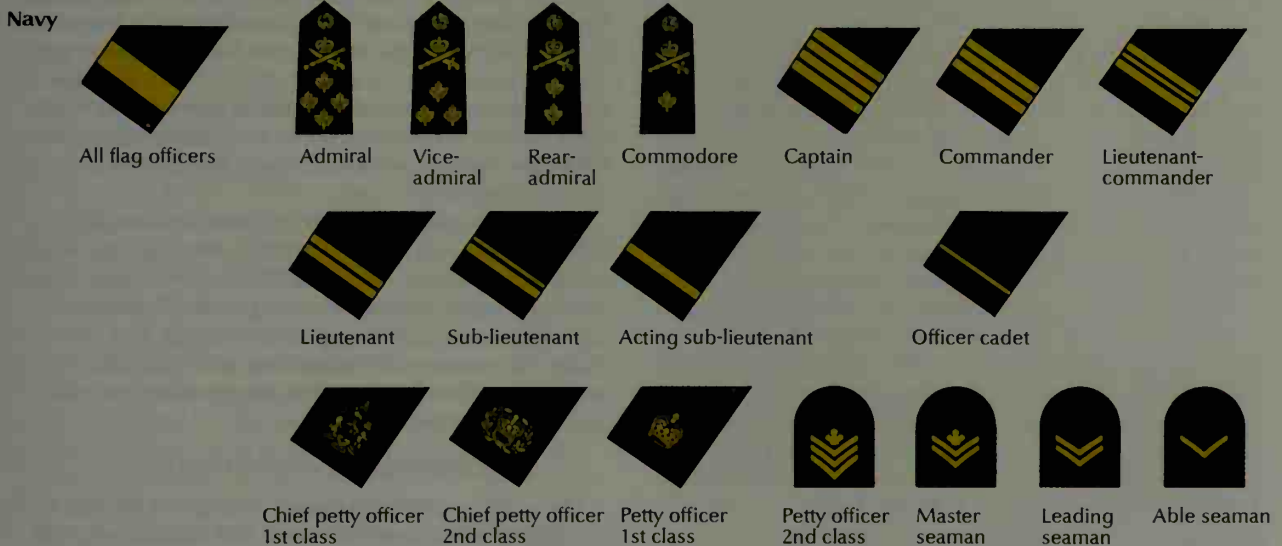 Navy
All flag officers
Admiral
Vice-
admiral
Rear-
admiral
Commodore
Captain
Commander
Lieutenant-
commander
Lieutenant
Sub-lieutenant
Acting sub-lieutenant
Officer cadet
Chief petty officer
1st class
Chief petty officer
2nd class
Petty officer
1st class
Petty officer
2nd class
Master
seaman
Leading
seaman
Able seaman